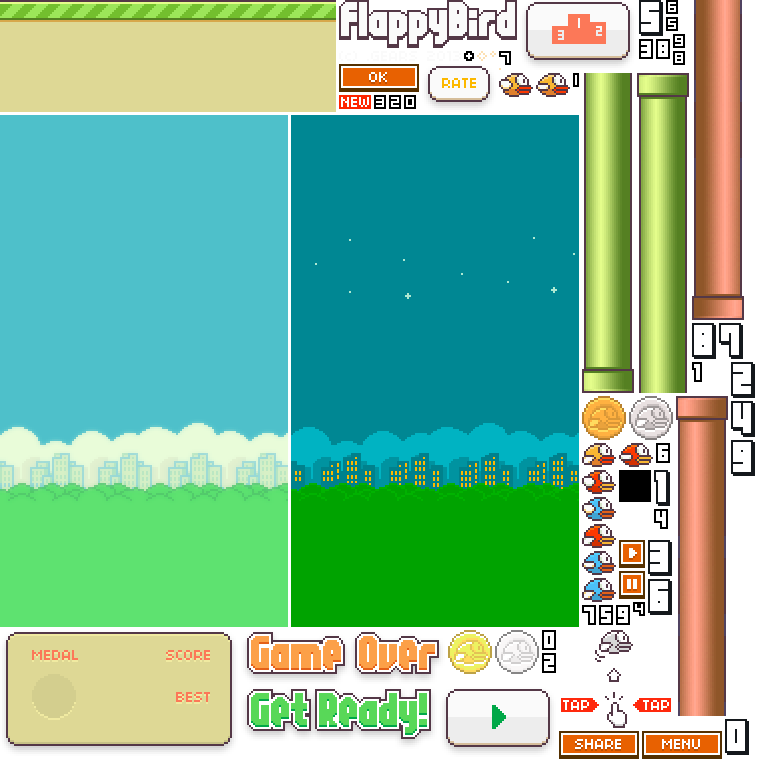 FlappyBird
OK
RATE
NEW
MEDAL
SCORE
BEST
Game Over
Get Ready!
TAP
TAP
SHARE
MENU